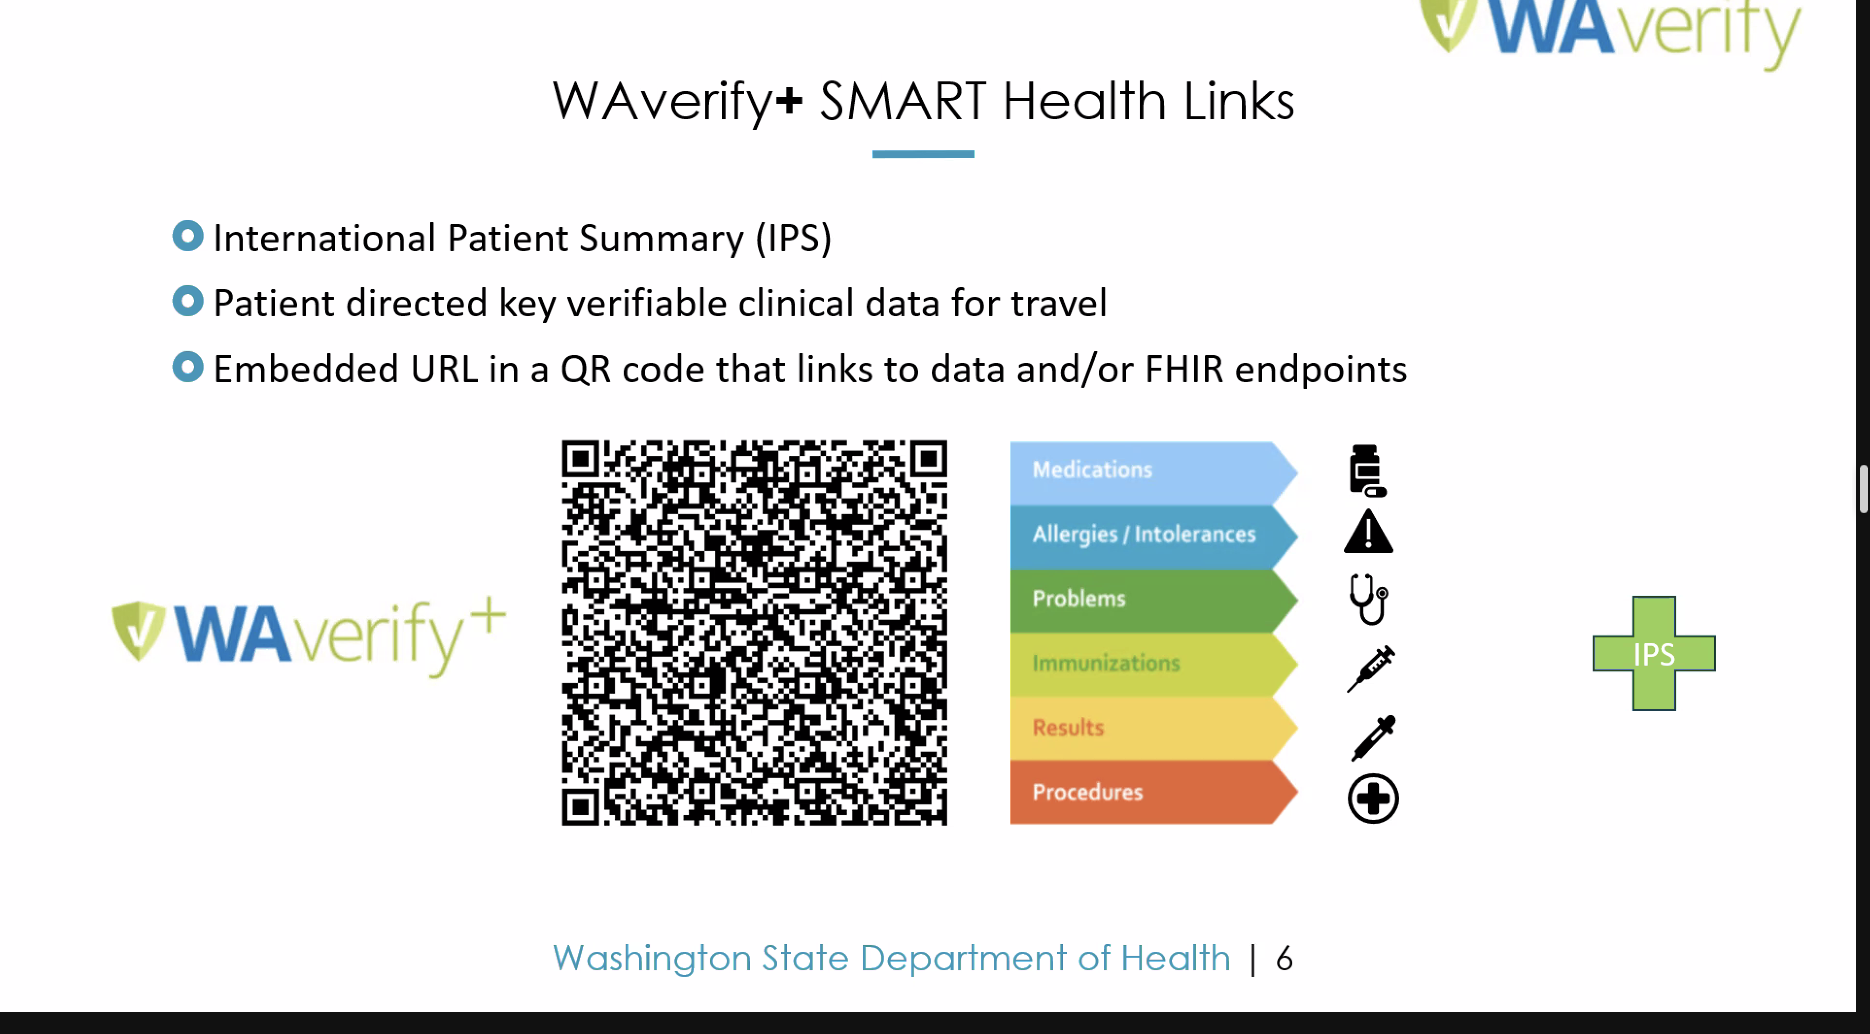 WAverify
WAverify+ SMART Health Links
International Patient Summary (IPS)
Patient directed key verifiable clinical data for travel
Embedded URL in a QR code that links to data and/or FHIR endpoints
WAverify+
Medications
Allergies / Intolerances
Problems
Immunizations
Results
Procedures
IPS
Washington State Department of Health | 6